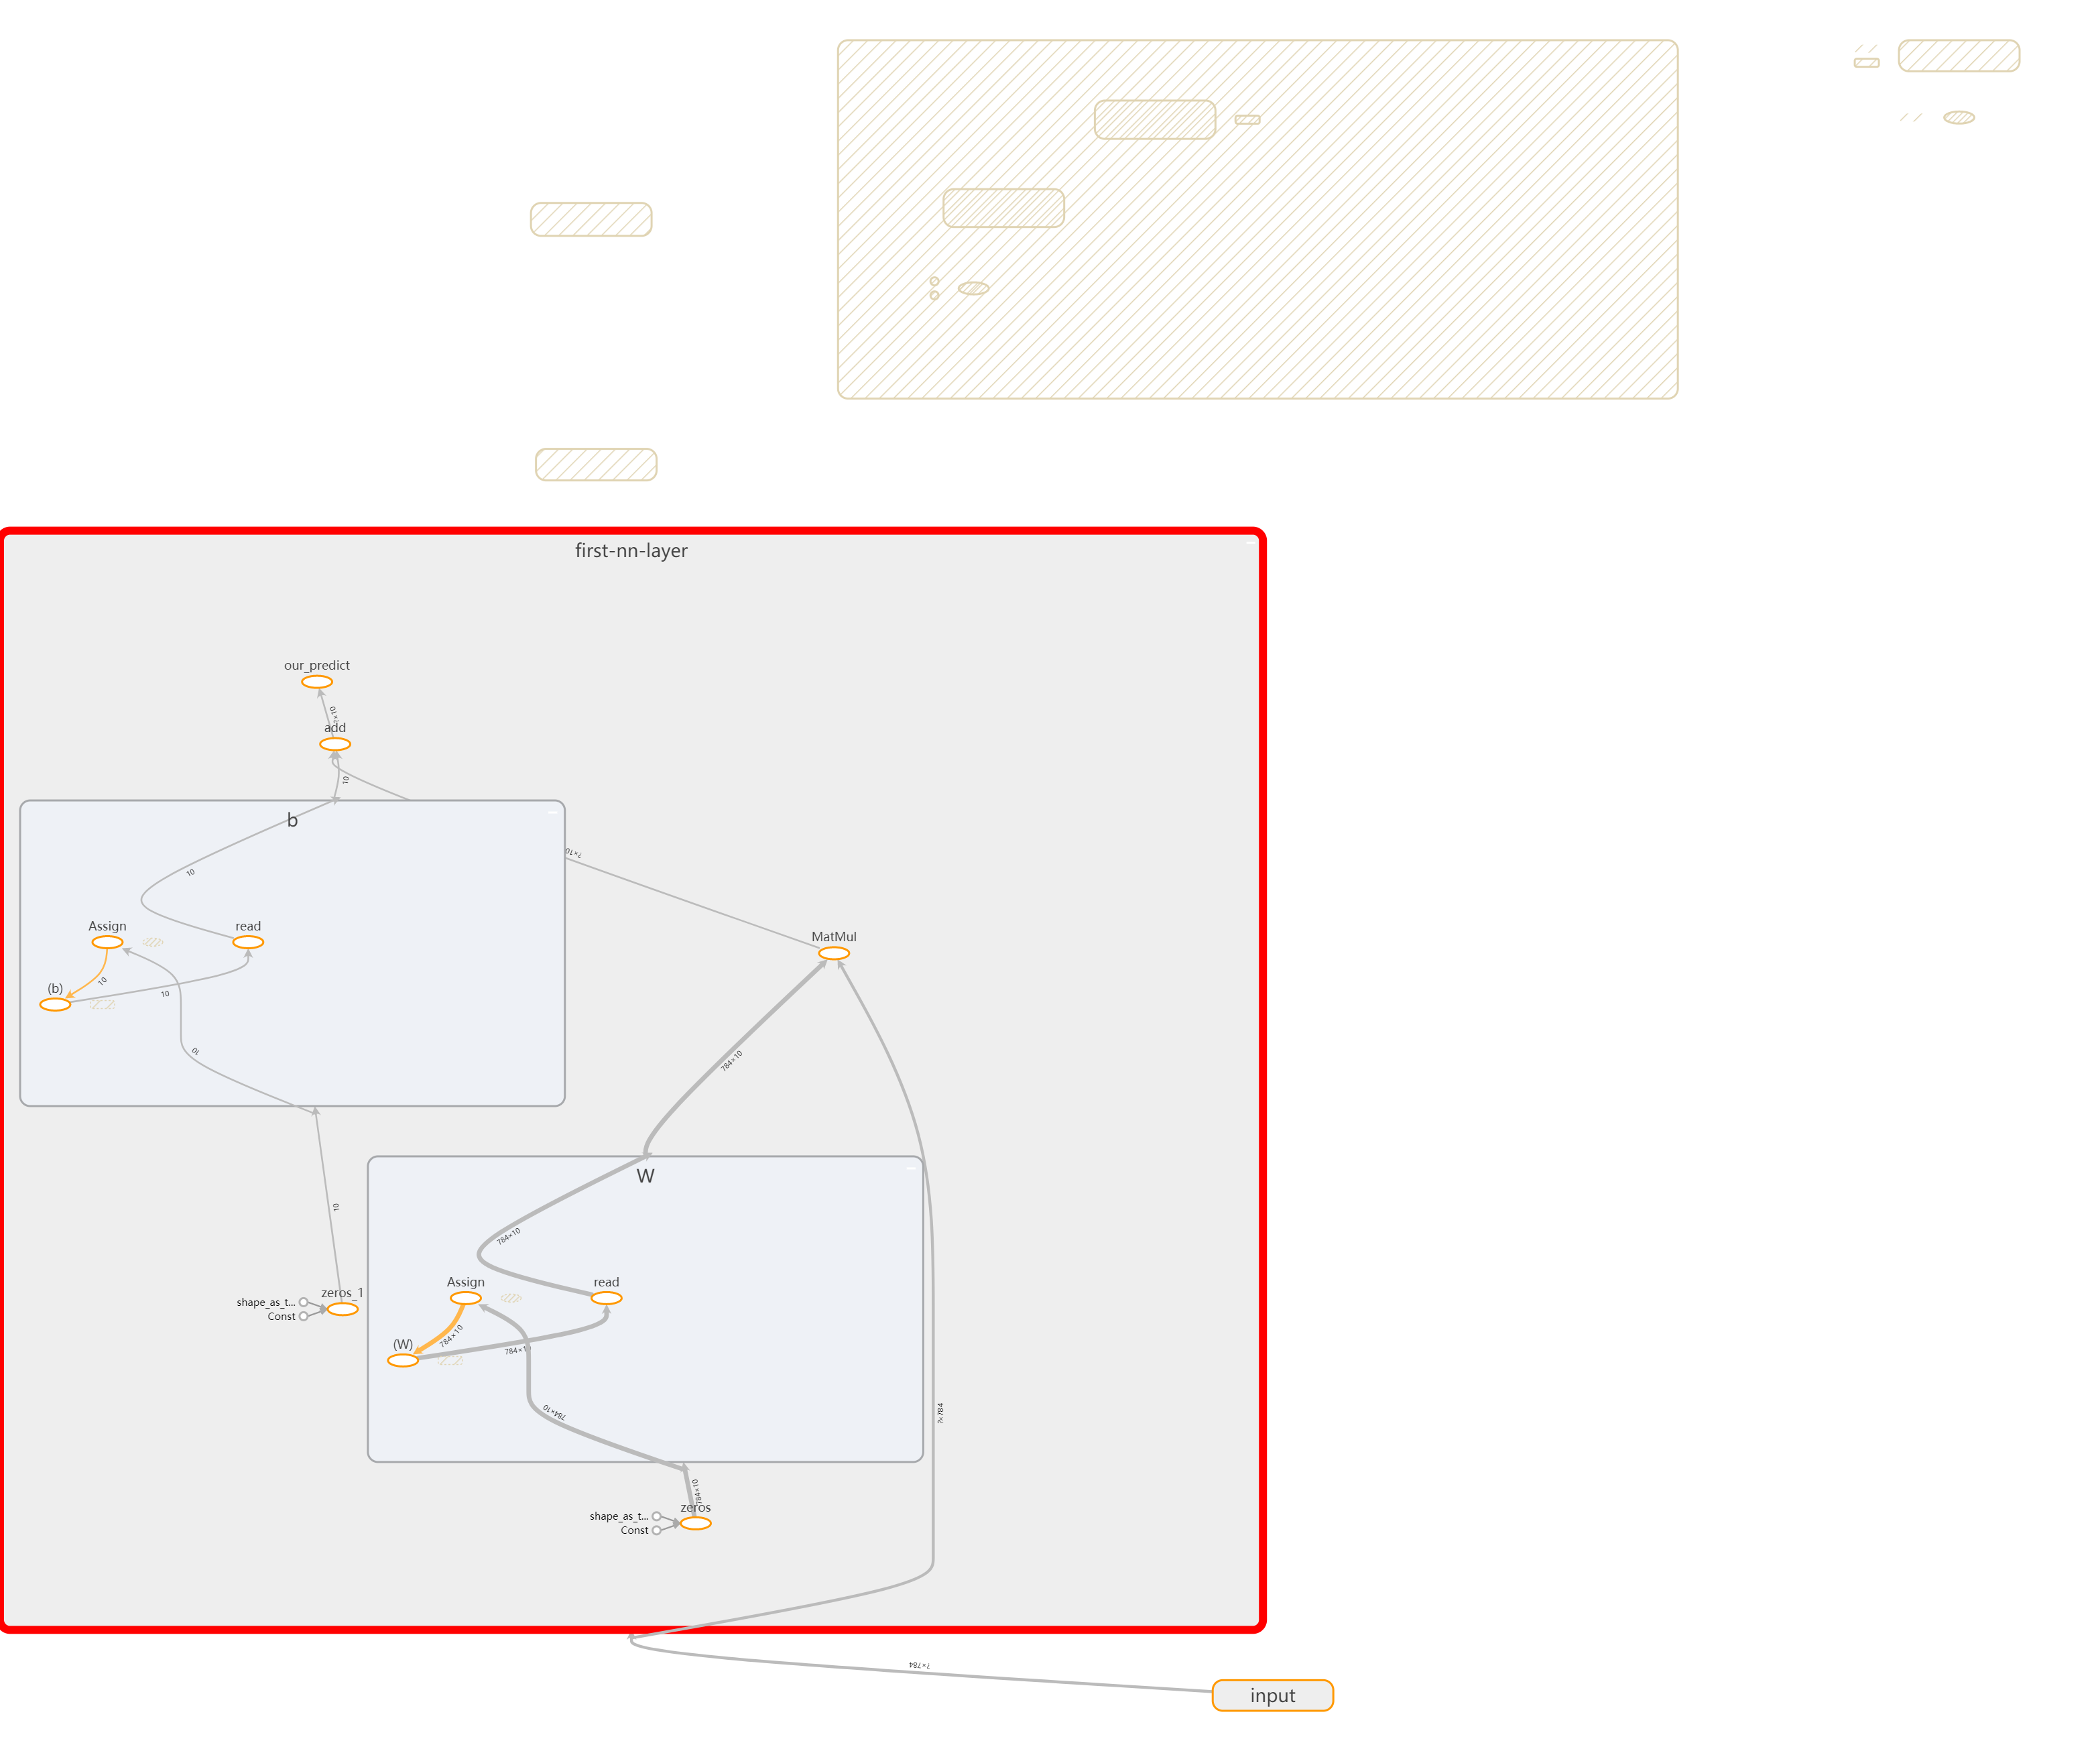 first-nn-layer
our_predict
?×10
add
10
b
?×10
10
Assign
read
MatMul
(b)
10
10
10
784×10
W
10
784×10
Assign
read
shape_as_t...
Const
zeros_1
784×10
(W)
784×10
784×10
?×784
784×10
zeros
shape_as_t...
Const
?×784
input